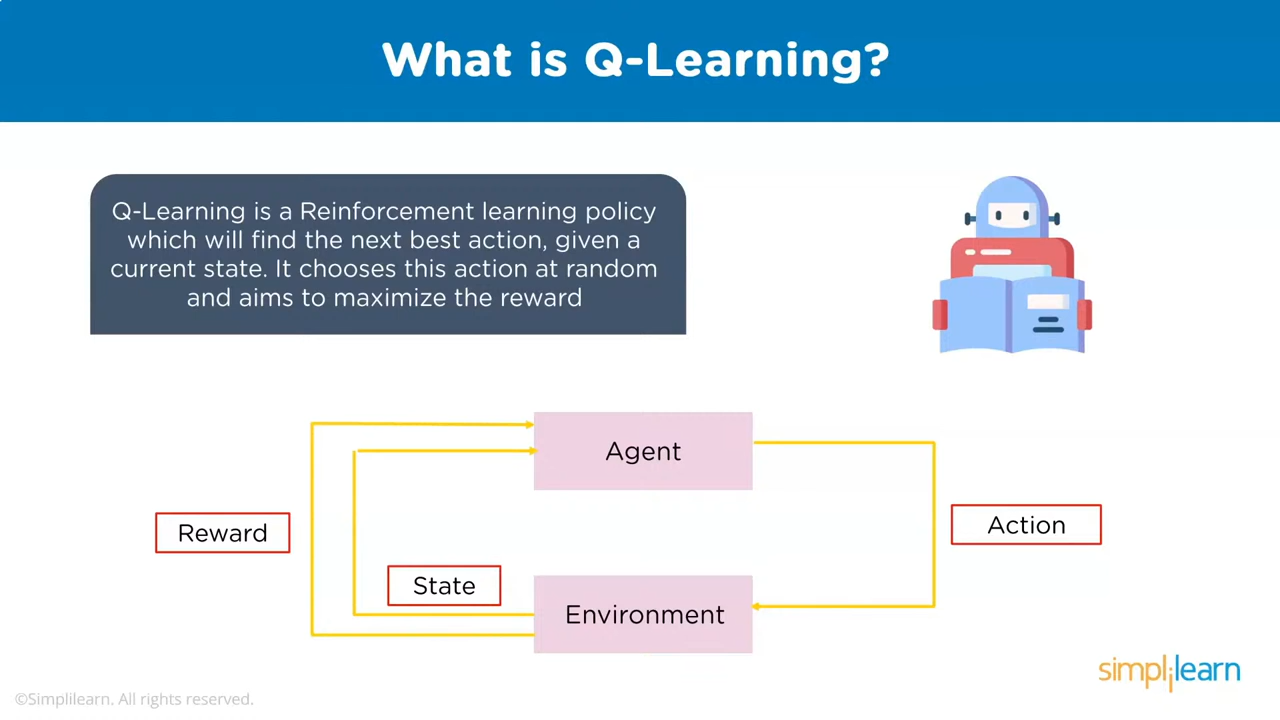 What is Q-Learning?
Q-Learning is a Reinforcement learning policy
which will find the next best action, given a
current state. It chooses this action at random
and aims to maximize the reward
Agent
Reward
Action
State
Environment
simplilearn
©Simplilearn. All rights reserved.